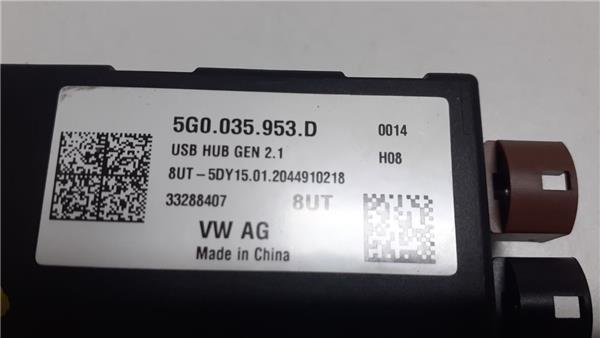 5G0.035.953.D 0014
USB HUB GEN 2.1 H08
8UT-5DY15.01.2044910218
33288407 8UT
VW AG
Made in China